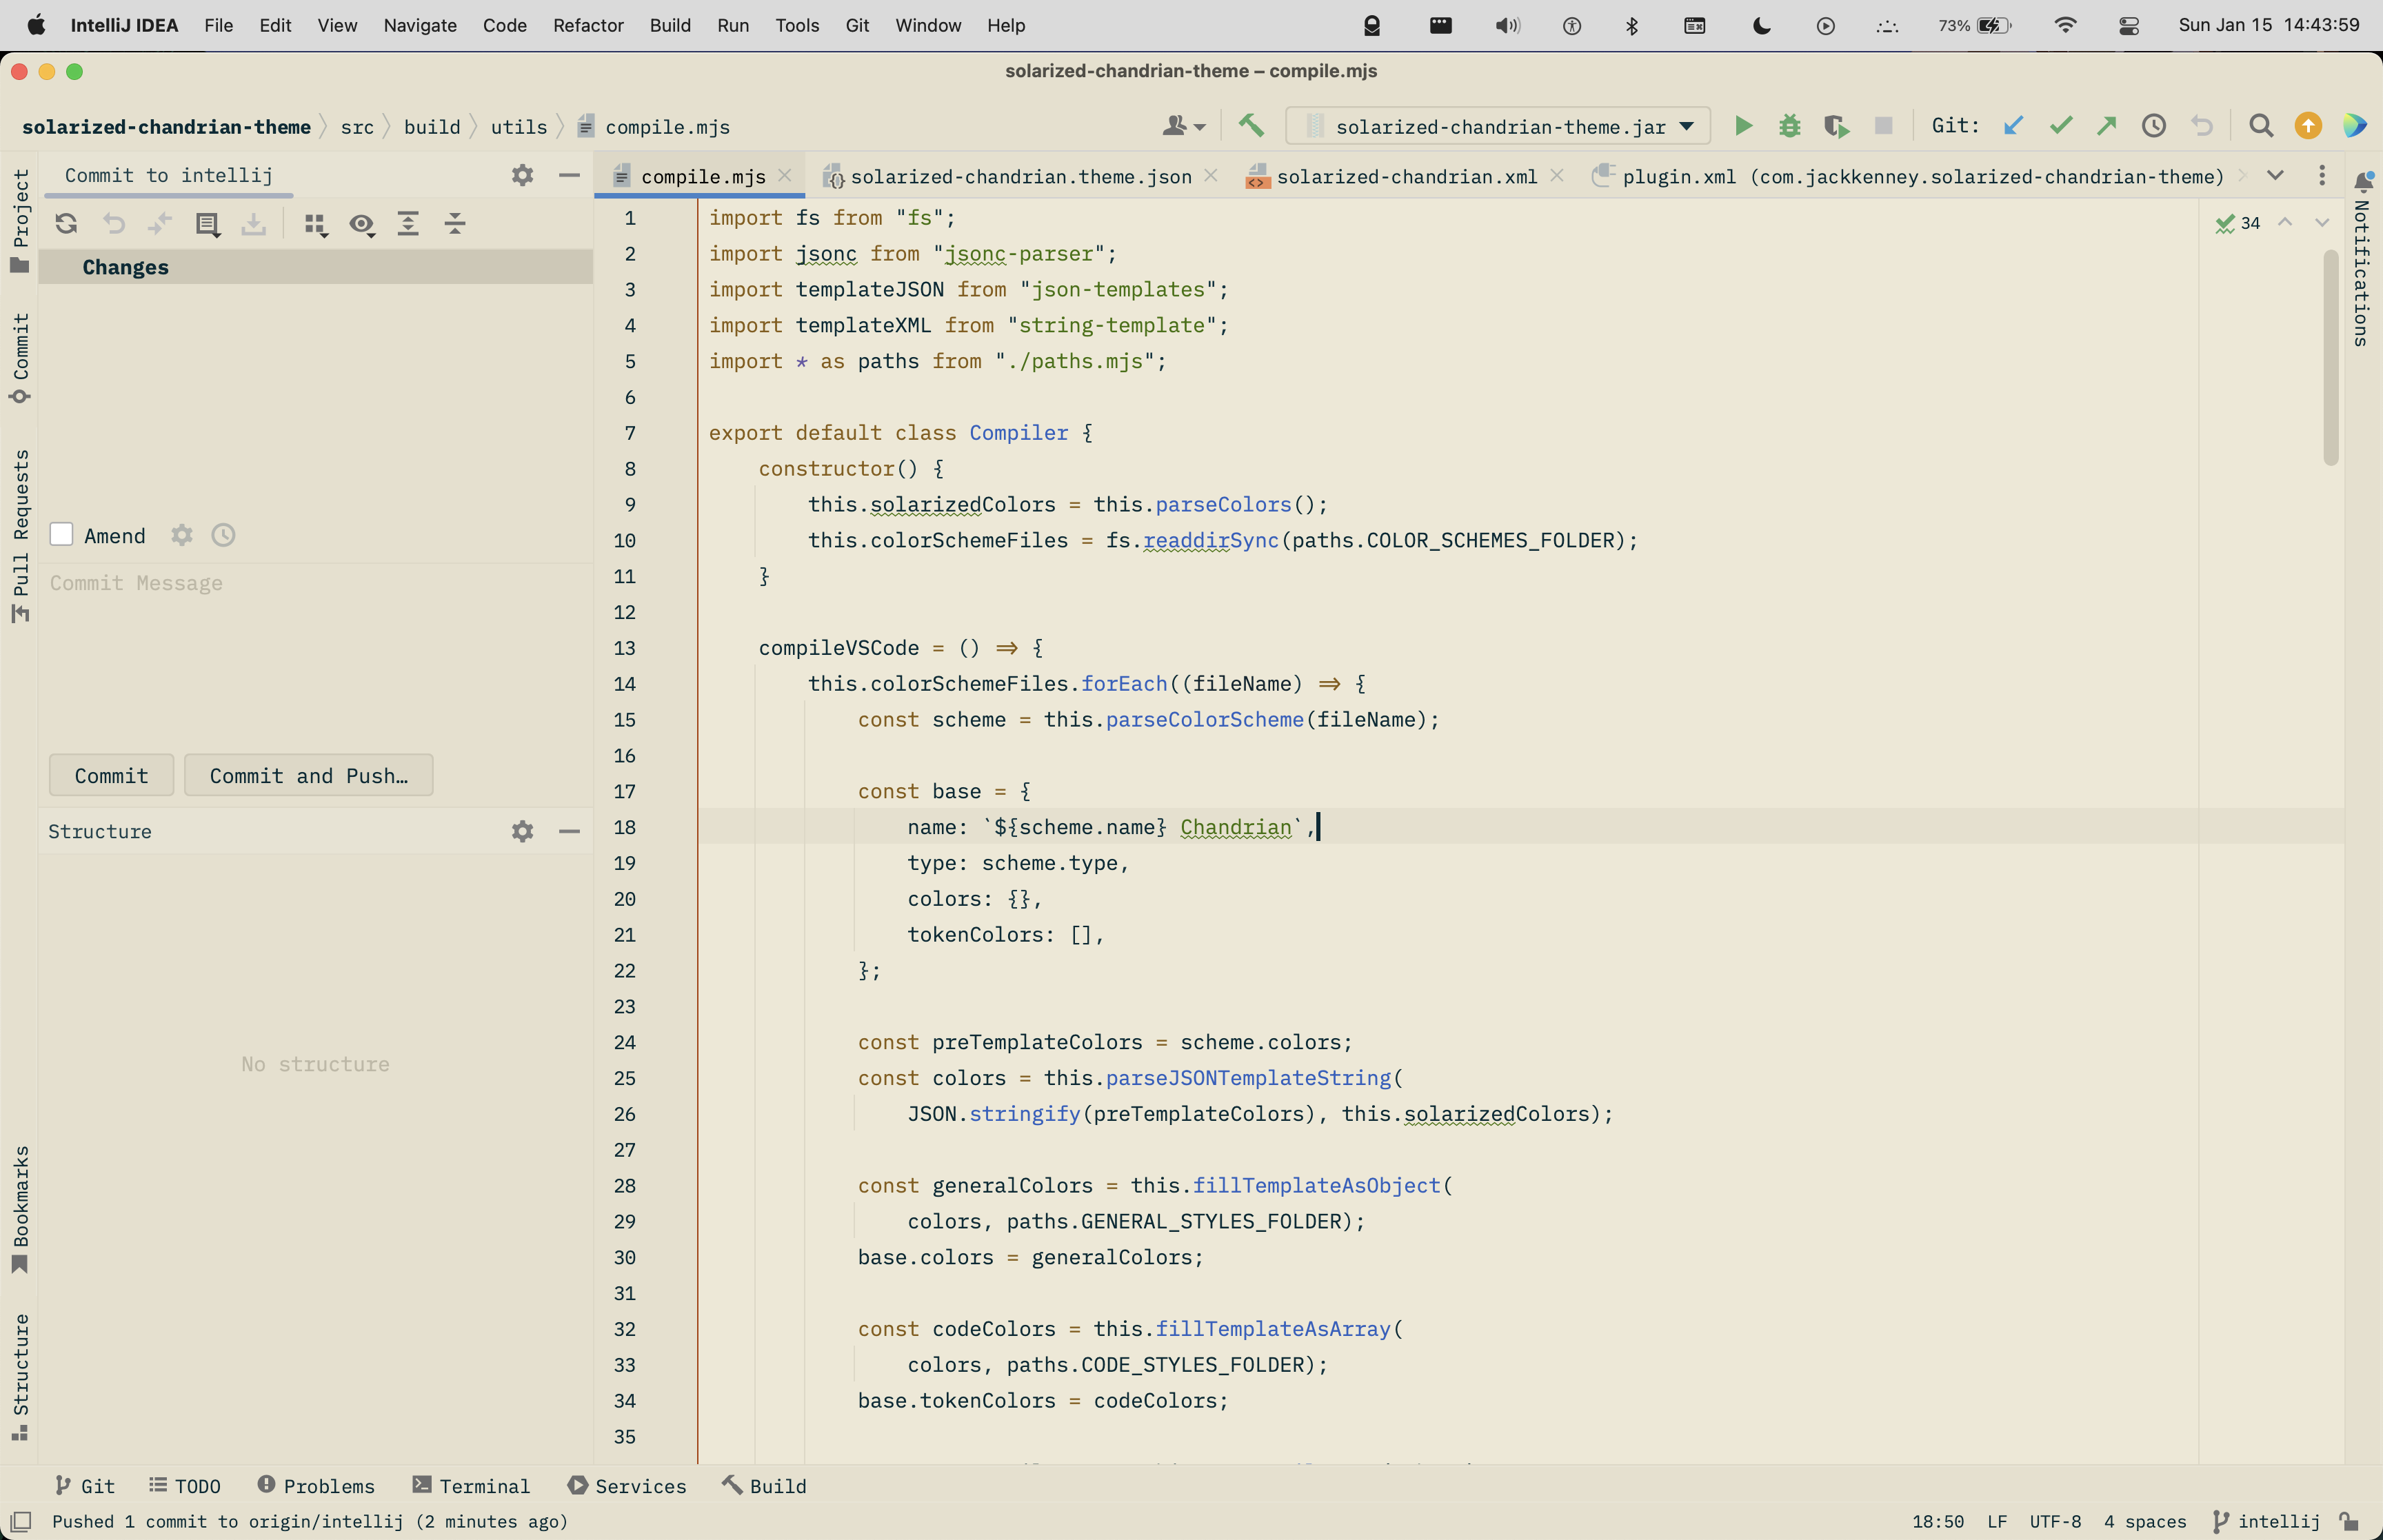 IntelliJ IDEA File Edit View Navigate Code Refactor Build Run Tools Git Window Help 73% Sun Jan 15 14:43:59
solarized-chandrian-theme – compile.mjs
solarized-chandrian-theme src build utils compile.mjs solarized-chandrian-theme.jar Git:
Project
Commit
Pull Requests
Bookmarks
Structure
Commit to intellij
Changes
Amend
Commit Message
Commit Commit and Push…
Structure
No structure
compile.mjs solarized-chandrian.theme.json solarized-chandrian.xml plugin.xml (com.jackkenney.solarized-chandrian-theme)
34
Notifications
1 import fs from "fs";
2 import jsonc from "jsonc-parser";
3 import templateJSON from "json-templates";
4 import templateXML from "string-template";
5 import * as paths from "./paths.mjs";
6
7 export default class Compiler {
8 constructor() {
9 this.solarizedColors = this.parseColors();
10 this.colorSchemeFiles = fs.readdirSync(paths.COLOR_SCHEMES_FOLDER);
11 }
12
13 compileVSCode = () => {
14 this.colorSchemeFiles.forEach((fileName) => {
15 const scheme = this.parseColorScheme(fileName);
16
17 const base = {
18 name: `${scheme.name} Chandrian`,
19 type: scheme.type,
20 colors: {},
21 tokenColors: [],
22 };
23
24 const preTemplateColors = scheme.colors;
25 const colors = this.parseJSONTemplateString(
26 JSON.stringify(preTemplateColors), this.solarizedColors);
27
28 const generalColors = this.fillTemplateAsObject(
29 colors, paths.GENERAL_STYLES_FOLDER);
30 base.colors = generalColors;
31
32 const codeColors = this.fillTemplateAsArray(
33 colors, paths.CODE_STYLES_FOLDER);
34 base.tokenColors = codeColors;
35
Git TODO Problems Terminal Services Build
Pushed 1 commit to origin/intellij (2 minutes ago) 18:50 LF UTF-8 4 spaces intellij